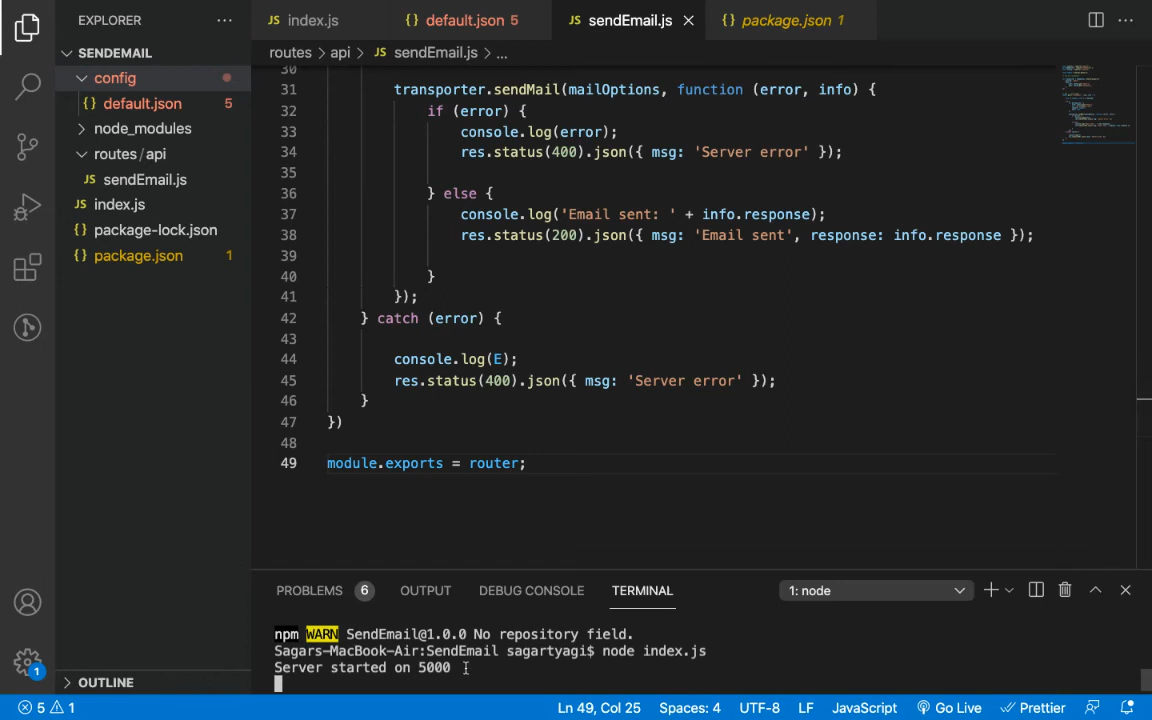 EXPLORER
index.js
default.json 5
sendEmail.js
package.json 1
SENDEMAIL
routes > api > JS sendEmail.js > ...
config
default.json 5
node_modules
routes/api
JS sendEmail.js
JS index.js
package-lock.json
package.json 1
OUTLINE
30
31 transporter.sendMail(mailOptions, function (error, info) {
32 if (error) {
33 console.log(error);
34 res.status(400).json({ msg: 'Server error' });
35
36 } else {
37 console.log('Email sent: ' + info.response);
38 res.status(200).json({ msg: 'Email sent', response: info.response });
39
40 }
41 });
42 } catch (error) {
43
44 console.log(E);
45 res.status(400).json({ msg: 'Server error' });
46 }
47 })
48
49 module.exports = router;
PROBLEMS 6 OUTPUT DEBUG CONSOLE TERMINAL 1: node
npm WARN SendEmail@1.0.0 No repository field.
Sagars-MacBook-Air:SendEmail sagartyagi$ node index.js
Server started on 5000
1
5 1 Ln 49, Col 25 Spaces: 4 UTF-8 LF JavaScript Go Live Prettier